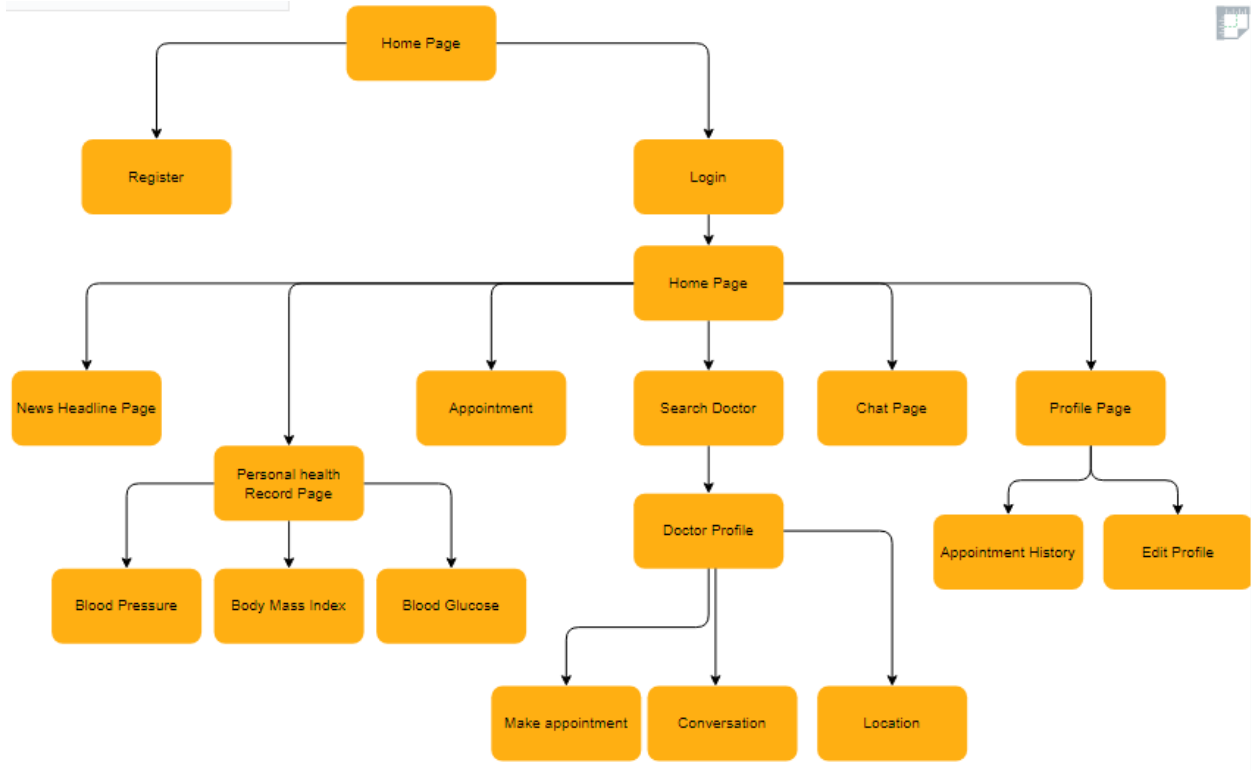 Home Page
Register
Login
Home Page
News Headline Page
Appointment
Search Doctor
Chat Page
Profile Page
Personal health
Record Page
Doctor Profile
Appointment History
Edit Profile
Blood Pressure
Body Mass Index
Blood Glucose
Make appointment
Conversation
Location